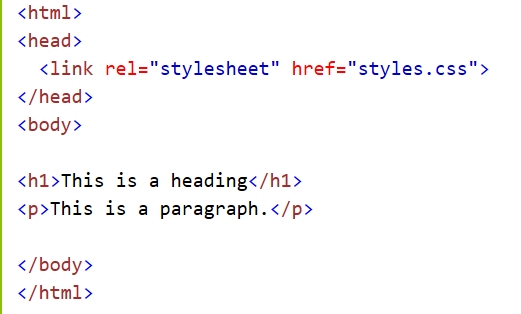 <html>
<head>
  <link rel="stylesheet" href="styles.css">
</head>
<body>

<h1>This is a heading</h1>
<p>This is a paragraph.</p>

</body>
</html>